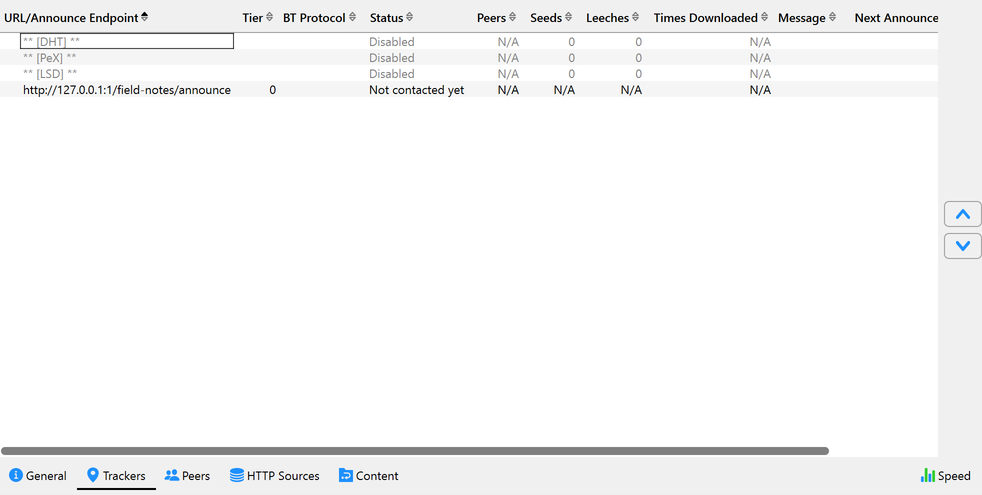 URL/Announce Endpoint Tier BT Protocol Status Peers Seeds Leeches Times Downloaded Message Next Announce
** [DHT] ** Disabled N/A 0 0 N/A
** [PeX] ** Disabled N/A 0 0 N/A
** [LSD] ** Disabled N/A 0 0 N/A
http://127.0.0.1:1/field-notes/announce 0 Not contacted yet N/A N/A N/A N/A
General Trackers Peers HTTP Sources Content Speed